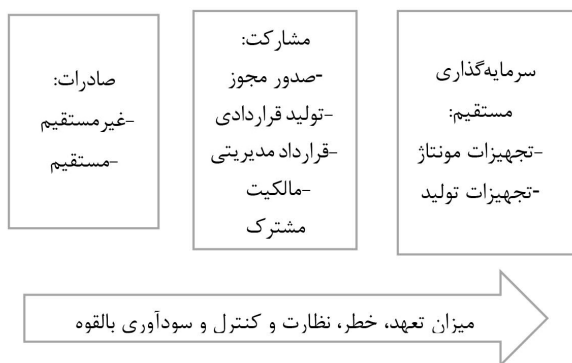 صادرات:
-غیرمستقیم
-مستقیم
مشارکت:
-صدور مجوز
-تولید قراردادی
-قرارداد مدیریتی
-مالکیت
مشترک
سرمایه‌گذاری
مستقیم:
-تجهیزات مونتاژ
-تجهیزات تولید
میزان تعهد، خطر، نظارت و کنترل و سودآوری بالقوه